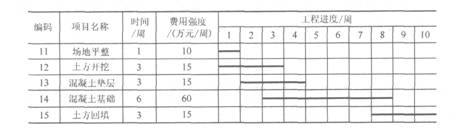 编码 项目名称 时间/周 费用强度/(万元/周) 工程进度/周
1 2 3 4 5 6 7 8 9 10
11 场地平整 1 10
12 土方开挖 3 15
13 混凝土垫层 3 15
14 混凝土基础 6 60
15 土方回填 3 15